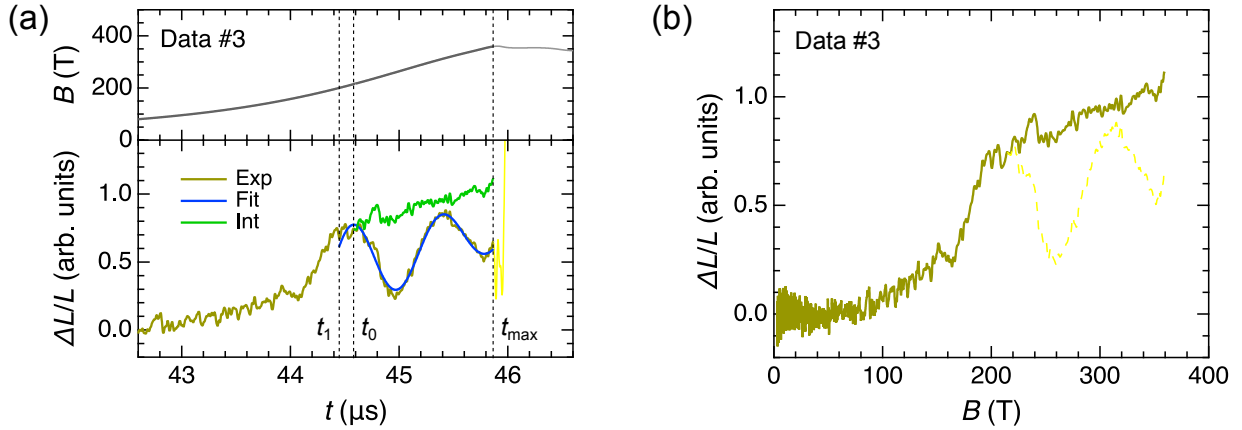 (a)
Data #3
B (T)
400
200
0
ΔL/L (arb. units)
1.0
0.5
0.0
Exp
Fit
Int
t1 t0 tmax
43 44 45 46
t (μs)
(b)
Data #3
ΔL/L (arb. units)
1.0
0.5
0.0
0 100 200 300 400
B (T)